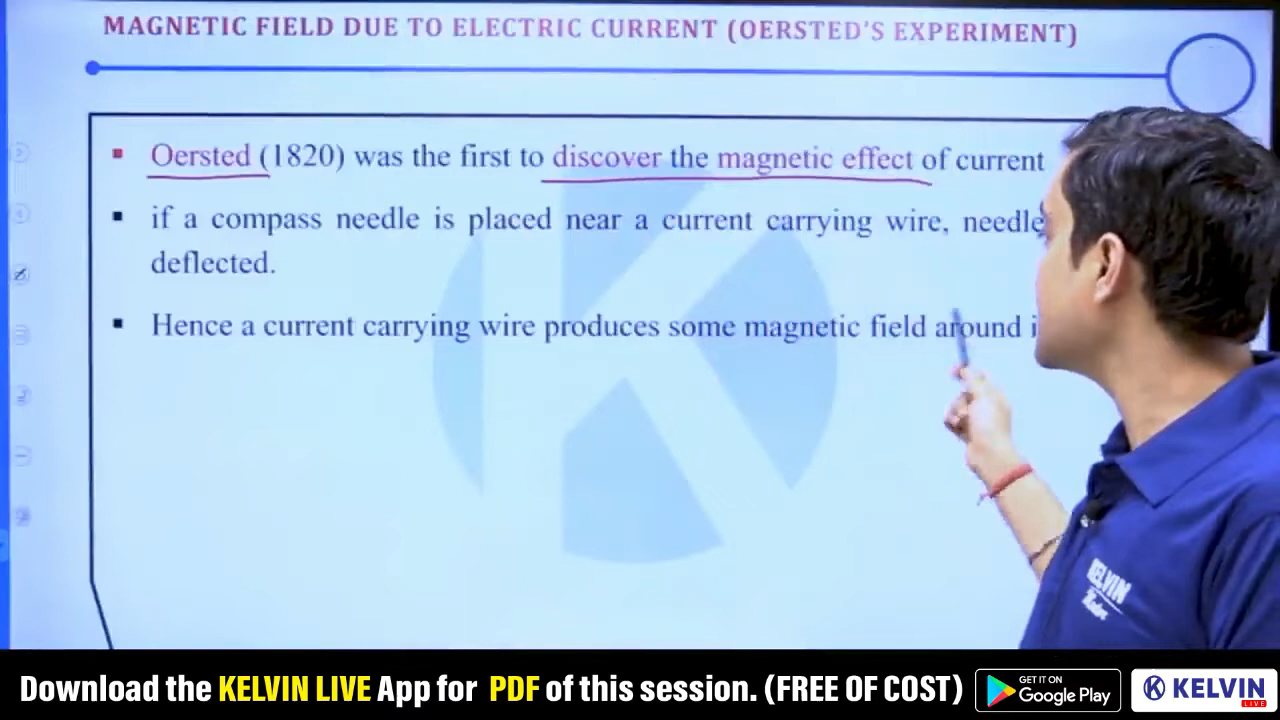 MAGNETIC FIELD DUE TO ELECTRIC CURRENT (OERSTED'S EXPERIMENT)
▪ Oersted (1820) was the first to discover the magnetic effect of current
▪ if a compass needle is placed near a current carrying wire, needle
deflected.
▪ Hence a current carrying wire produces some magnetic field around
KELVIN
Download the KELVIN LIVE App for PDF of this session. (FREE OF COST)
GET IT ON
Google Play
KELVIN
LIVE